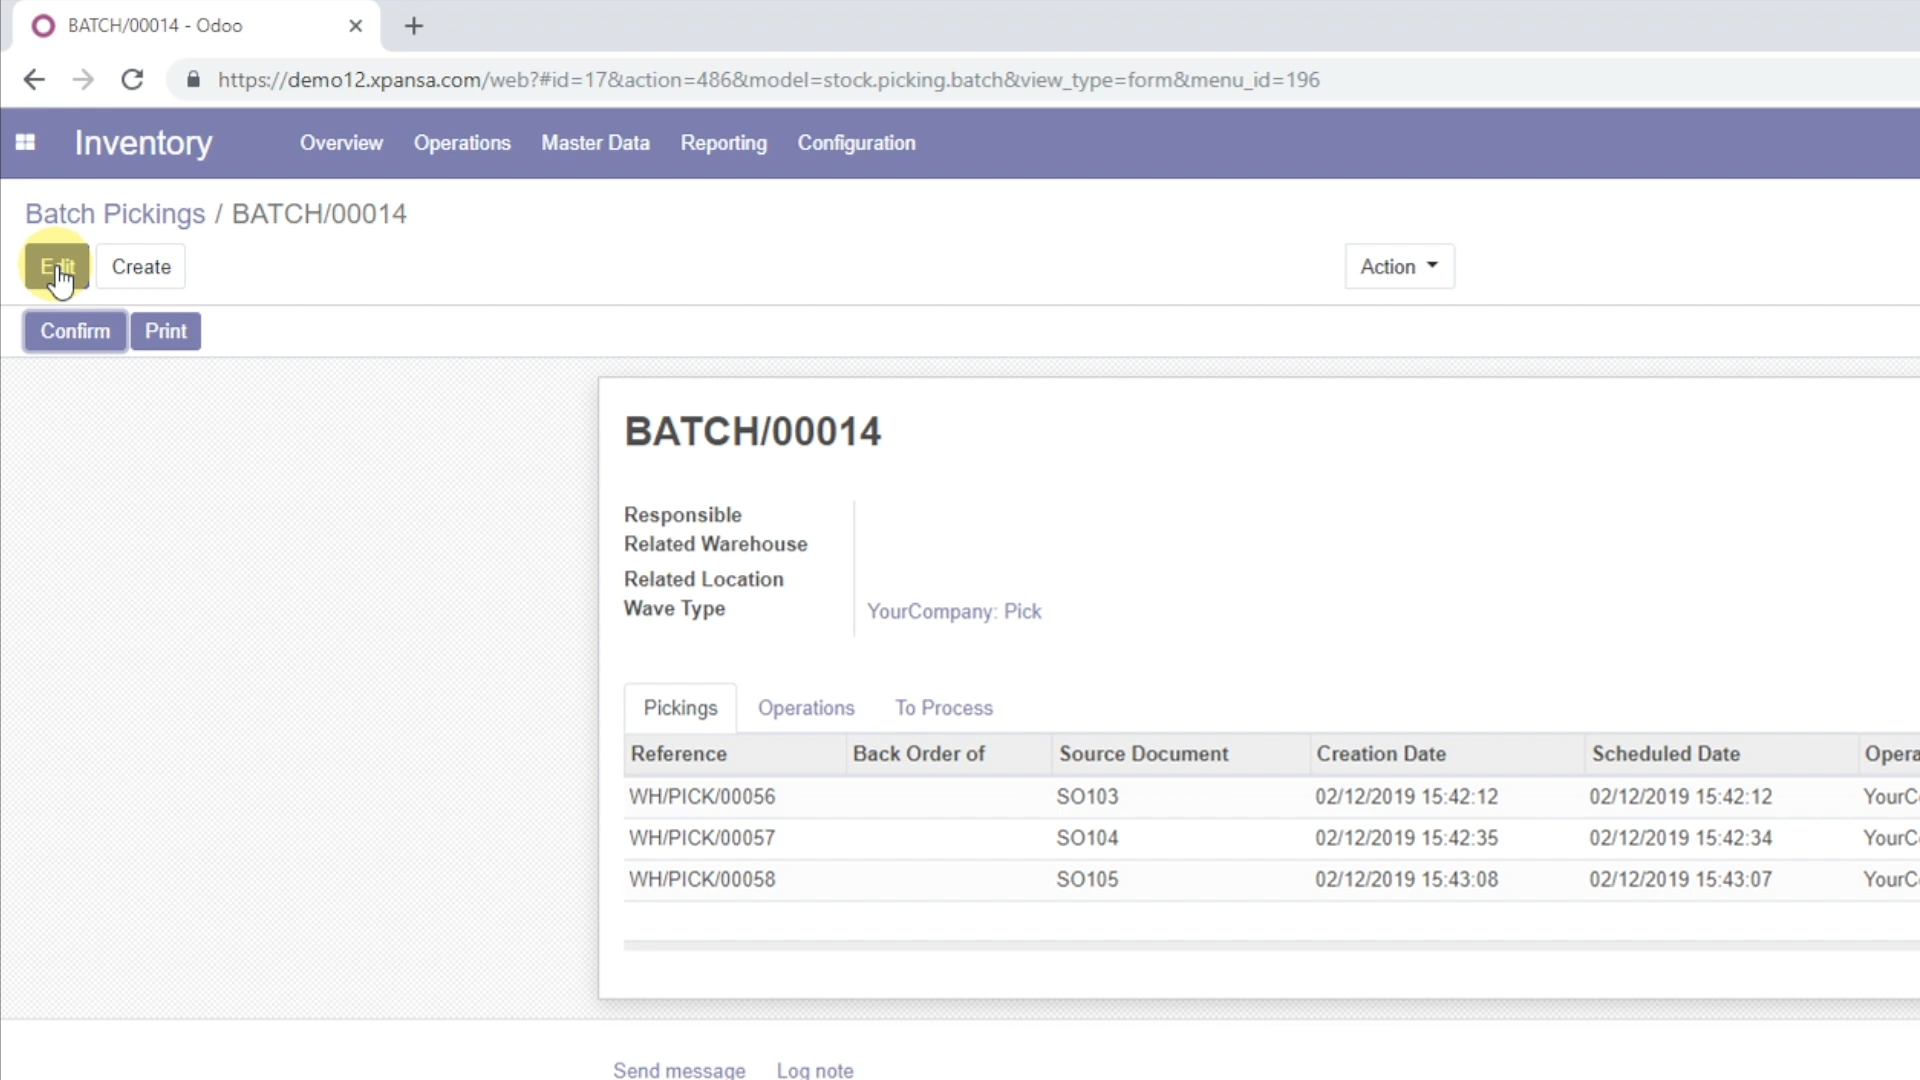 BATCH/00014 - Odoo
https://demo12.xpansa.com/web?#id=17&action=486&model=stock.picking.batch&view_type=form&menu_id=196
Inventory Overview Operations Master Data Reporting Configuration
Batch Pickings / BATCH/00014
Edit Create Action
Confirm Print
BATCH/00014
Responsible
Related Warehouse
Related Location
Wave Type YourCompany: Pick
Pickings Operations To Process
Reference Back Order of Source Document Creation Date Scheduled Date Opera
WH/PICK/00056 SO103 02/12/2019 15:42:12 02/12/2019 15:42:12 YourC
WH/PICK/00057 SO104 02/12/2019 15:42:35 02/12/2019 15:42:34 YourC
WH/PICK/00058 SO105 02/12/2019 15:43:08 02/12/2019 15:43:07 YourC
Send message Log note